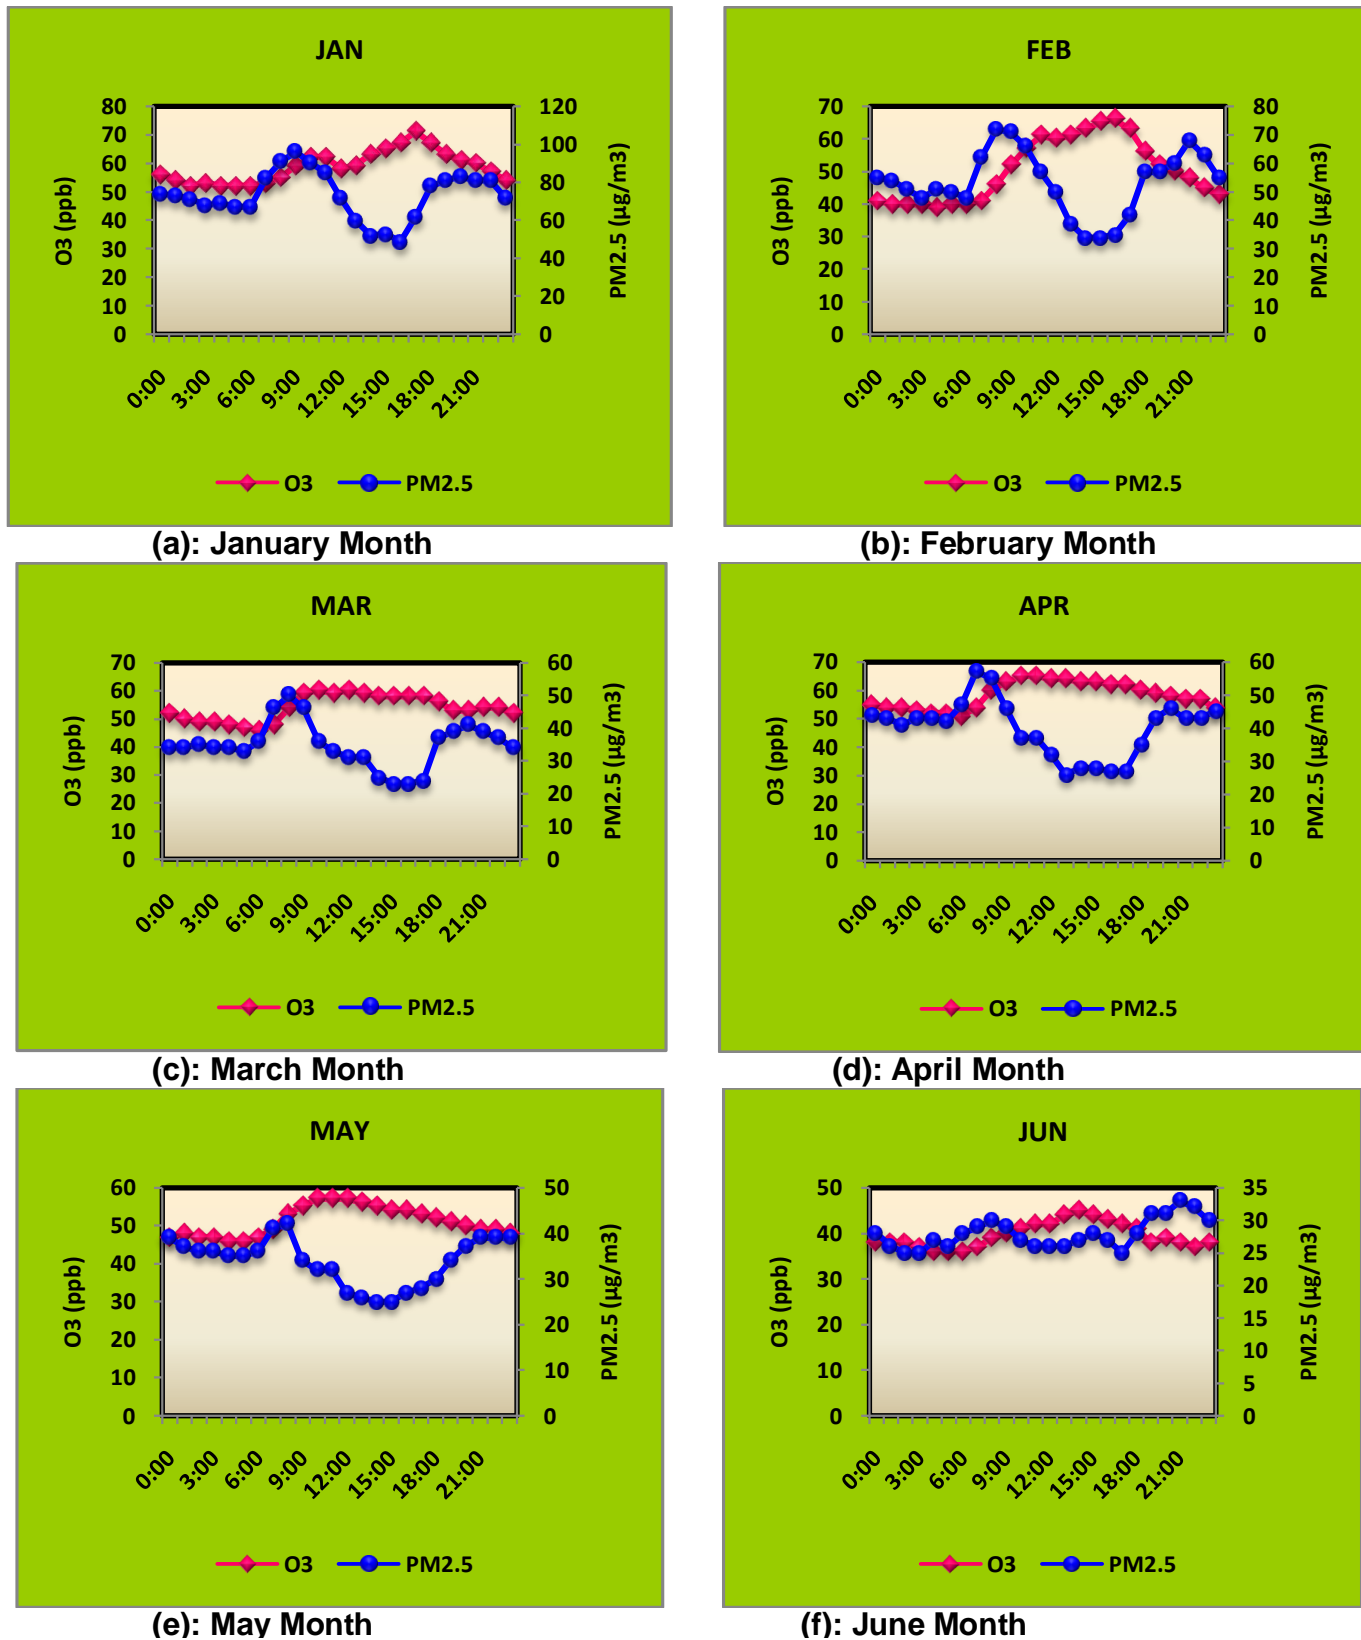 JAN
80
70
60
50
40
30
20
10
0
O3 (ppb)
120
100
80
60
40
20
0
PM2.5 (µg/m3)
0:00 3:00 6:00 9:00 12:00 15:00 18:00 21:00
O3 PM2.5
(a): January Month
FEB
70
60
50
40
30
20
10
0
O3 (ppb)
80
70
60
50
40
30
20
10
0
PM2.5 (µg/m3)
0:00 3:00 6:00 9:00 12:00 15:00 18:00 21:00
O3 PM2.5
(b): February Month
MAR
70
60
50
40
30
20
10
0
O3 (ppb)
60
50
40
30
20
10
0
PM2.5 (µg/m3)
0:00 3:00 6:00 9:00 12:00 15:00 18:00 21:00
O3 PM2.5
(c): March Month
APR
70
60
50
40
30
20
10
0
O3 (ppb)
60
50
40
30
20
10
0
PM2.5 (µg/m3)
0:00 3:00 6:00 9:00 12:00 15:00 18:00 21:00
O3 PM2.5
(d): April Month
MAY
60
50
40
30
20
10
0
O3 (ppb)
50
40
30
20
10
0
PM2.5 (µg/m3)
0:00 3:00 6:00 9:00 12:00 15:00 18:00 21:00
O3 PM2.5
(e): May Month
JUN
50
40
30
20
10
0
O3 (ppb)
35
30
25
20
15
10
5
0
PM2.5 (µg/m3)
0:00 3:00 6:00 9:00 12:00 15:00 18:00 21:00
O3 PM2.5
(f): June Month